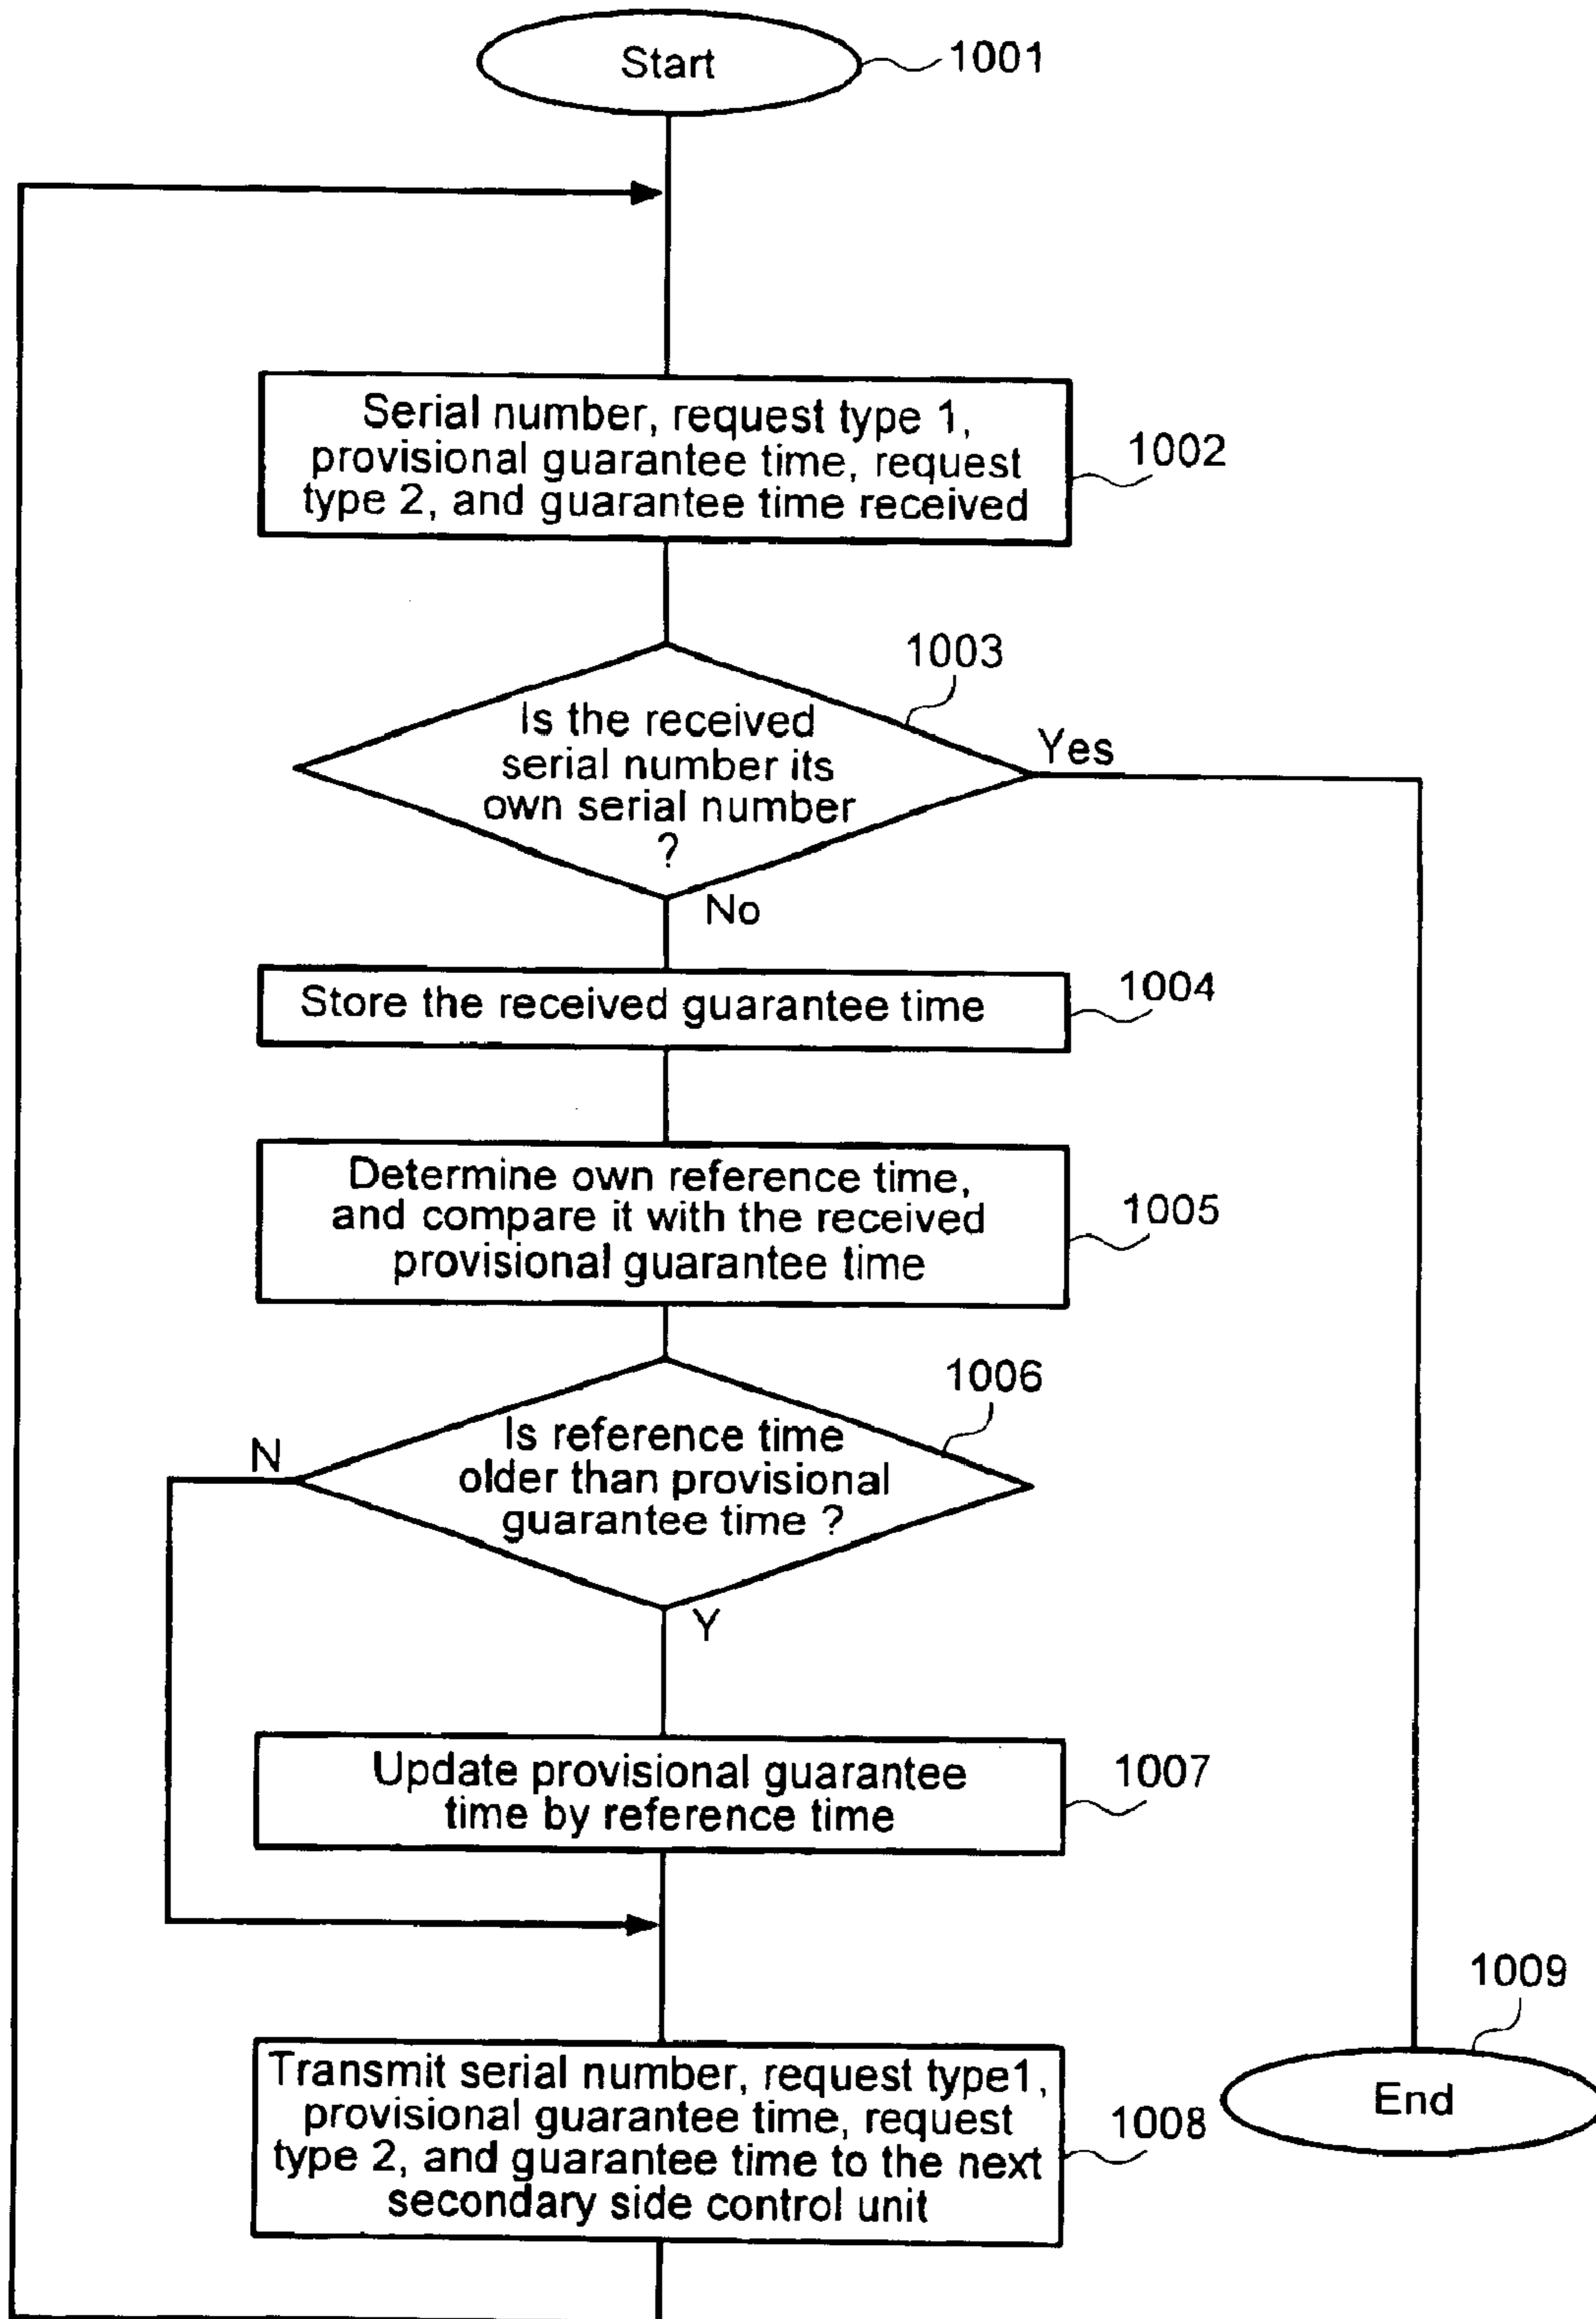 Start
1001
Serial number, request type 1,
provisional guarantee time, request
type 2, and guarantee time received
1002
1003
Is the received
serial number its
own serial number
?
Yes
No
Store the received guarantee time
1004
Determine own reference time,
and compare it with the received
provisional guarantee time
1005
1006
Is reference time
older than provisional
guarantee time ?
N
Y
Update provisional guarantee
time by reference time
1007
Transmit serial number, request type1,
provisional guarantee time, request
type 2, and guarantee time to the next
secondary side control unit
1008
1009
End